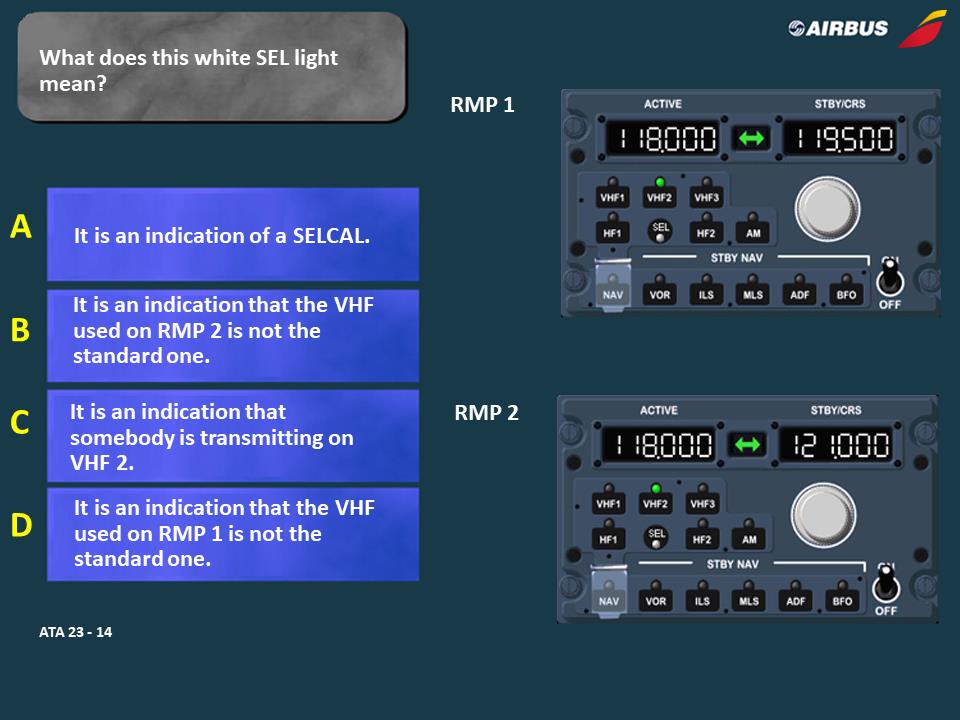 What does this white SEL light
mean?
AIRBUS
RMP 1
ACTIVE STBY/CRS
118.000 119.500
VHF1 VHF2 VHF3
HF1 SEL HF2 AM
STBY NAV
ON
NAV VOR ILS MLS ADF BFO
OFF
A
It is an indication of a SELCAL.
B
It is an indication that the VHF
used on RMP 2 is not the
standard one.
C
It is an indication that
somebody is transmitting on
VHF 2.
D
It is an indication that the VHF
used on RMP 1 is not the
standard one.
RMP 2
ACTIVE STBY/CRS
118.000 121.000
VHF1 VHF2 VHF3
HF1 SEL HF2 AM
STBY NAV
ON
NAV VOR ILS MLS ADF BFO
OFF
ATA 23 - 14